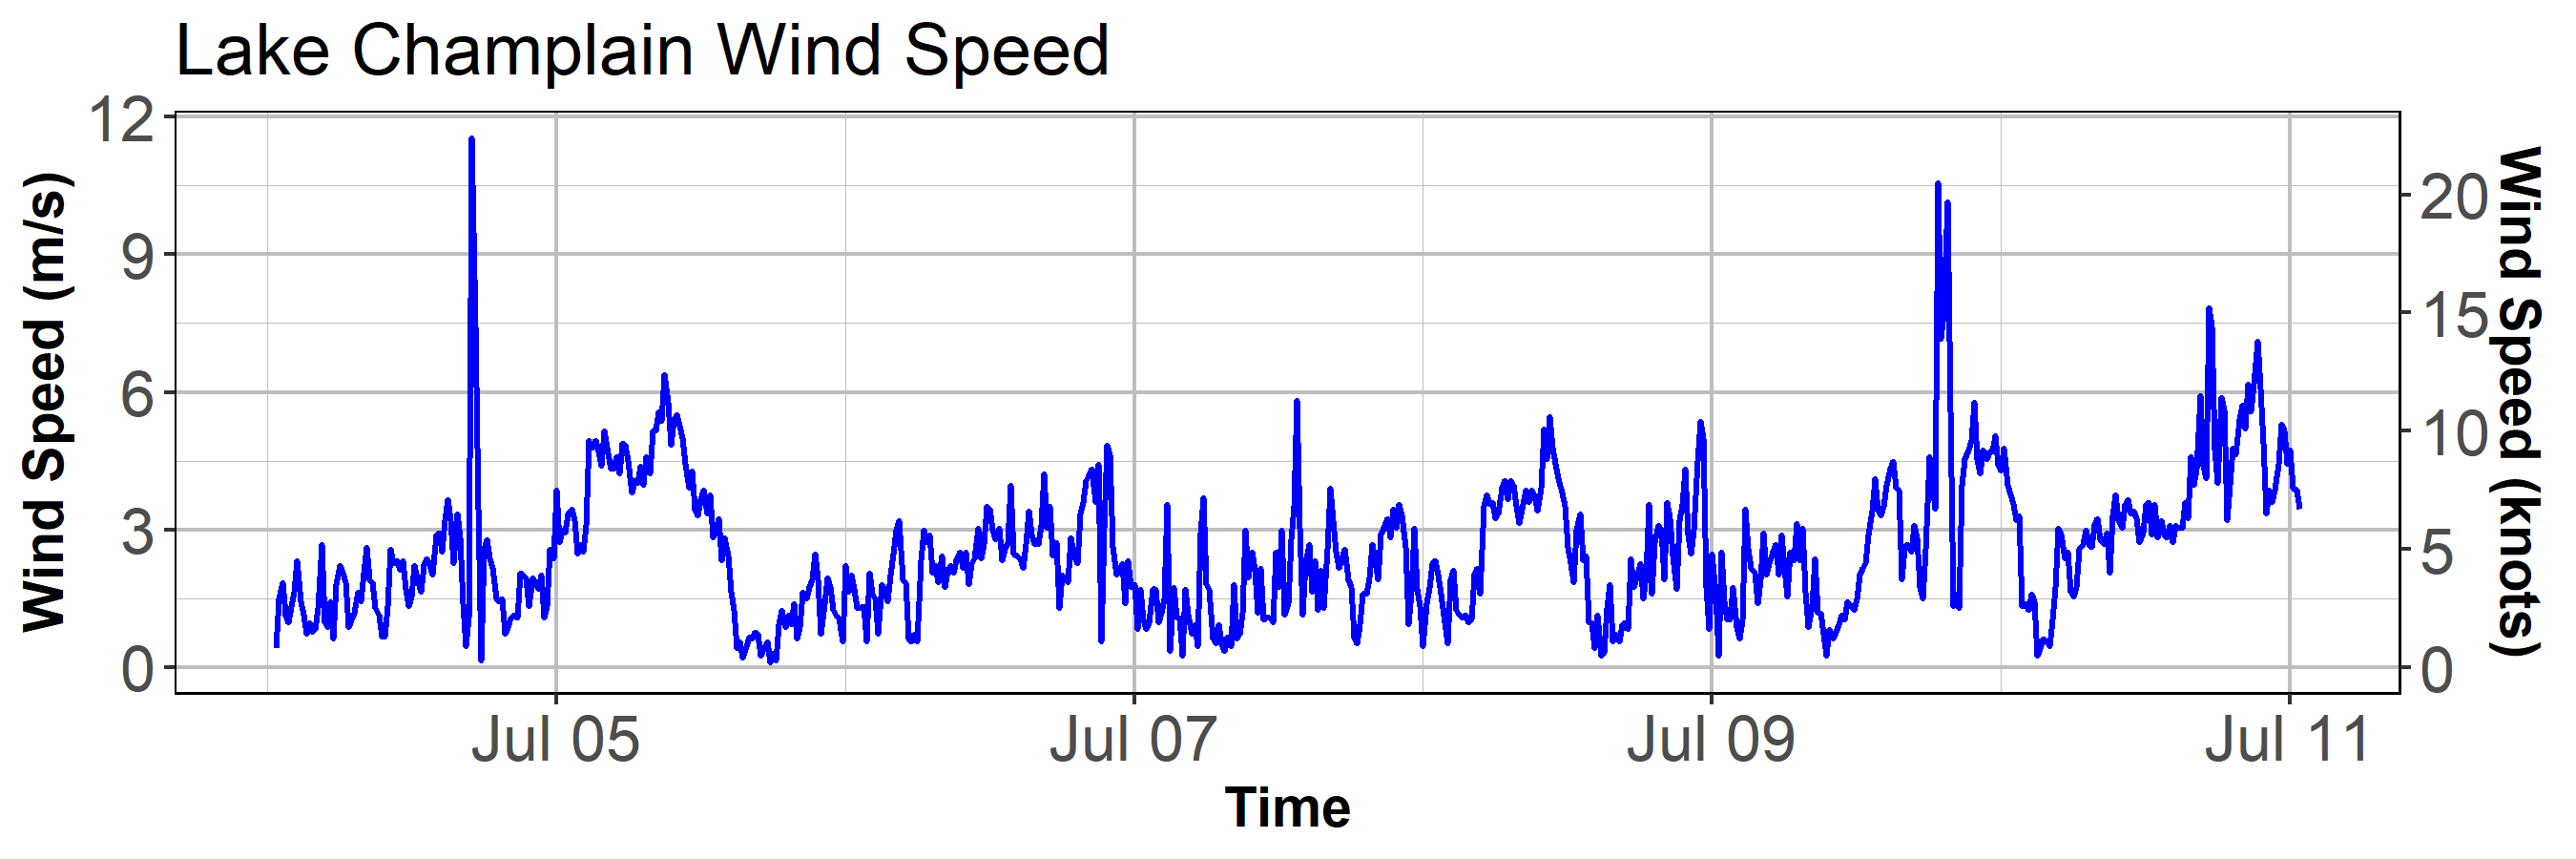 Lake Champlain Wind Speed
12
9
6
3
0
Wind Speed (m/s)
20
15
10
5
0
Wind Speed (knots)
Jul 05 Jul 07 Jul 09 Jul 11
Time